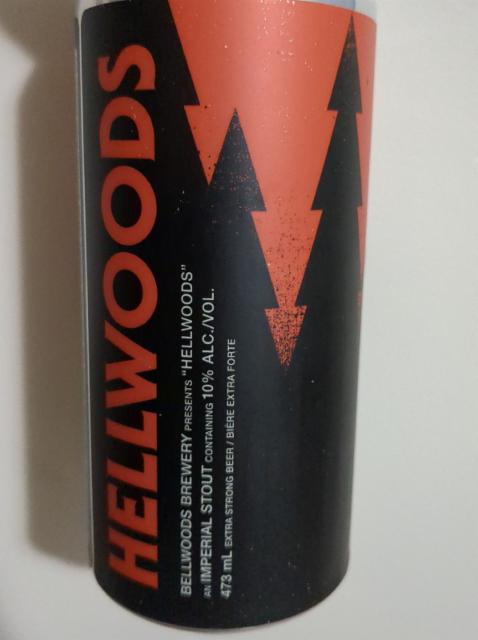 HELLWOODS
BELLWOODS BREWERY PRESENTS "HELLWOODS"
AN IMPERIAL STOUT CONTAINING 10% ALC./VOL.
473 mL EXTRA STRONG BEER / BIÈRE EXTRA FORTE